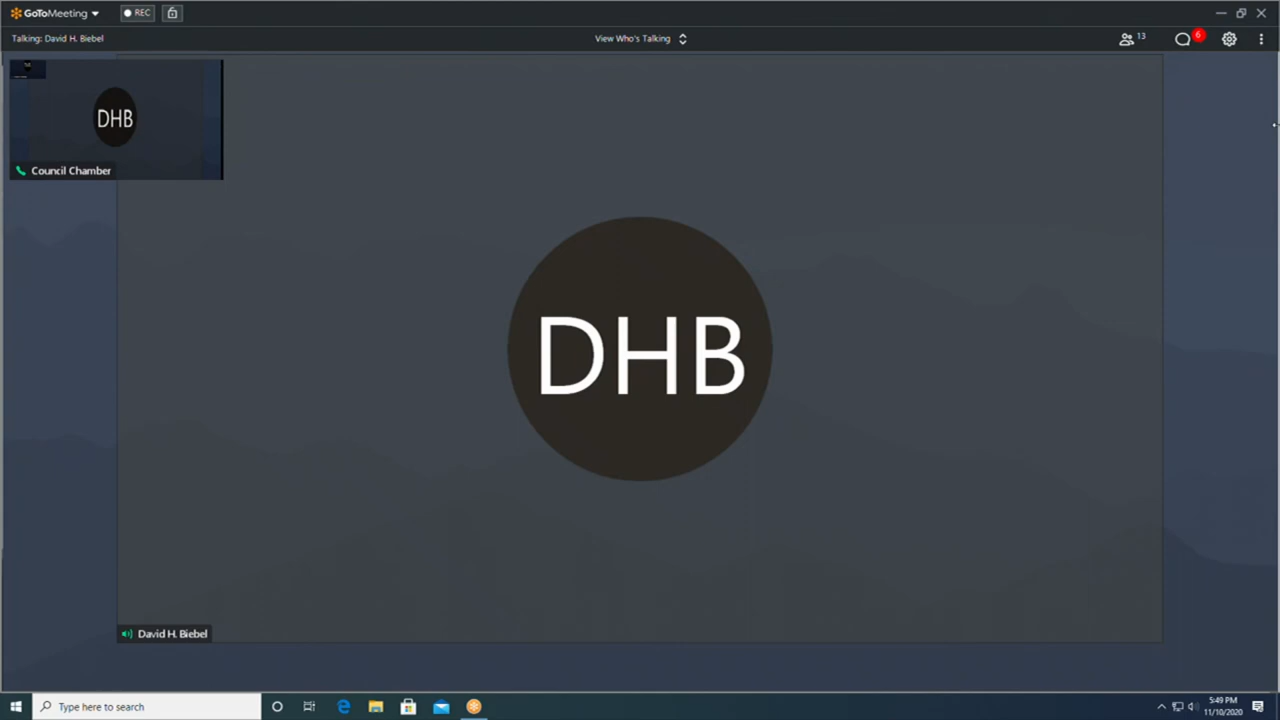 GoToMeeting
REC
Talking: David H. Biebel
View Who's Talking
13
6
DHB
Council Chamber
DHB
David H. Biebel
Type here to search
5:49 PM
11/10/2020